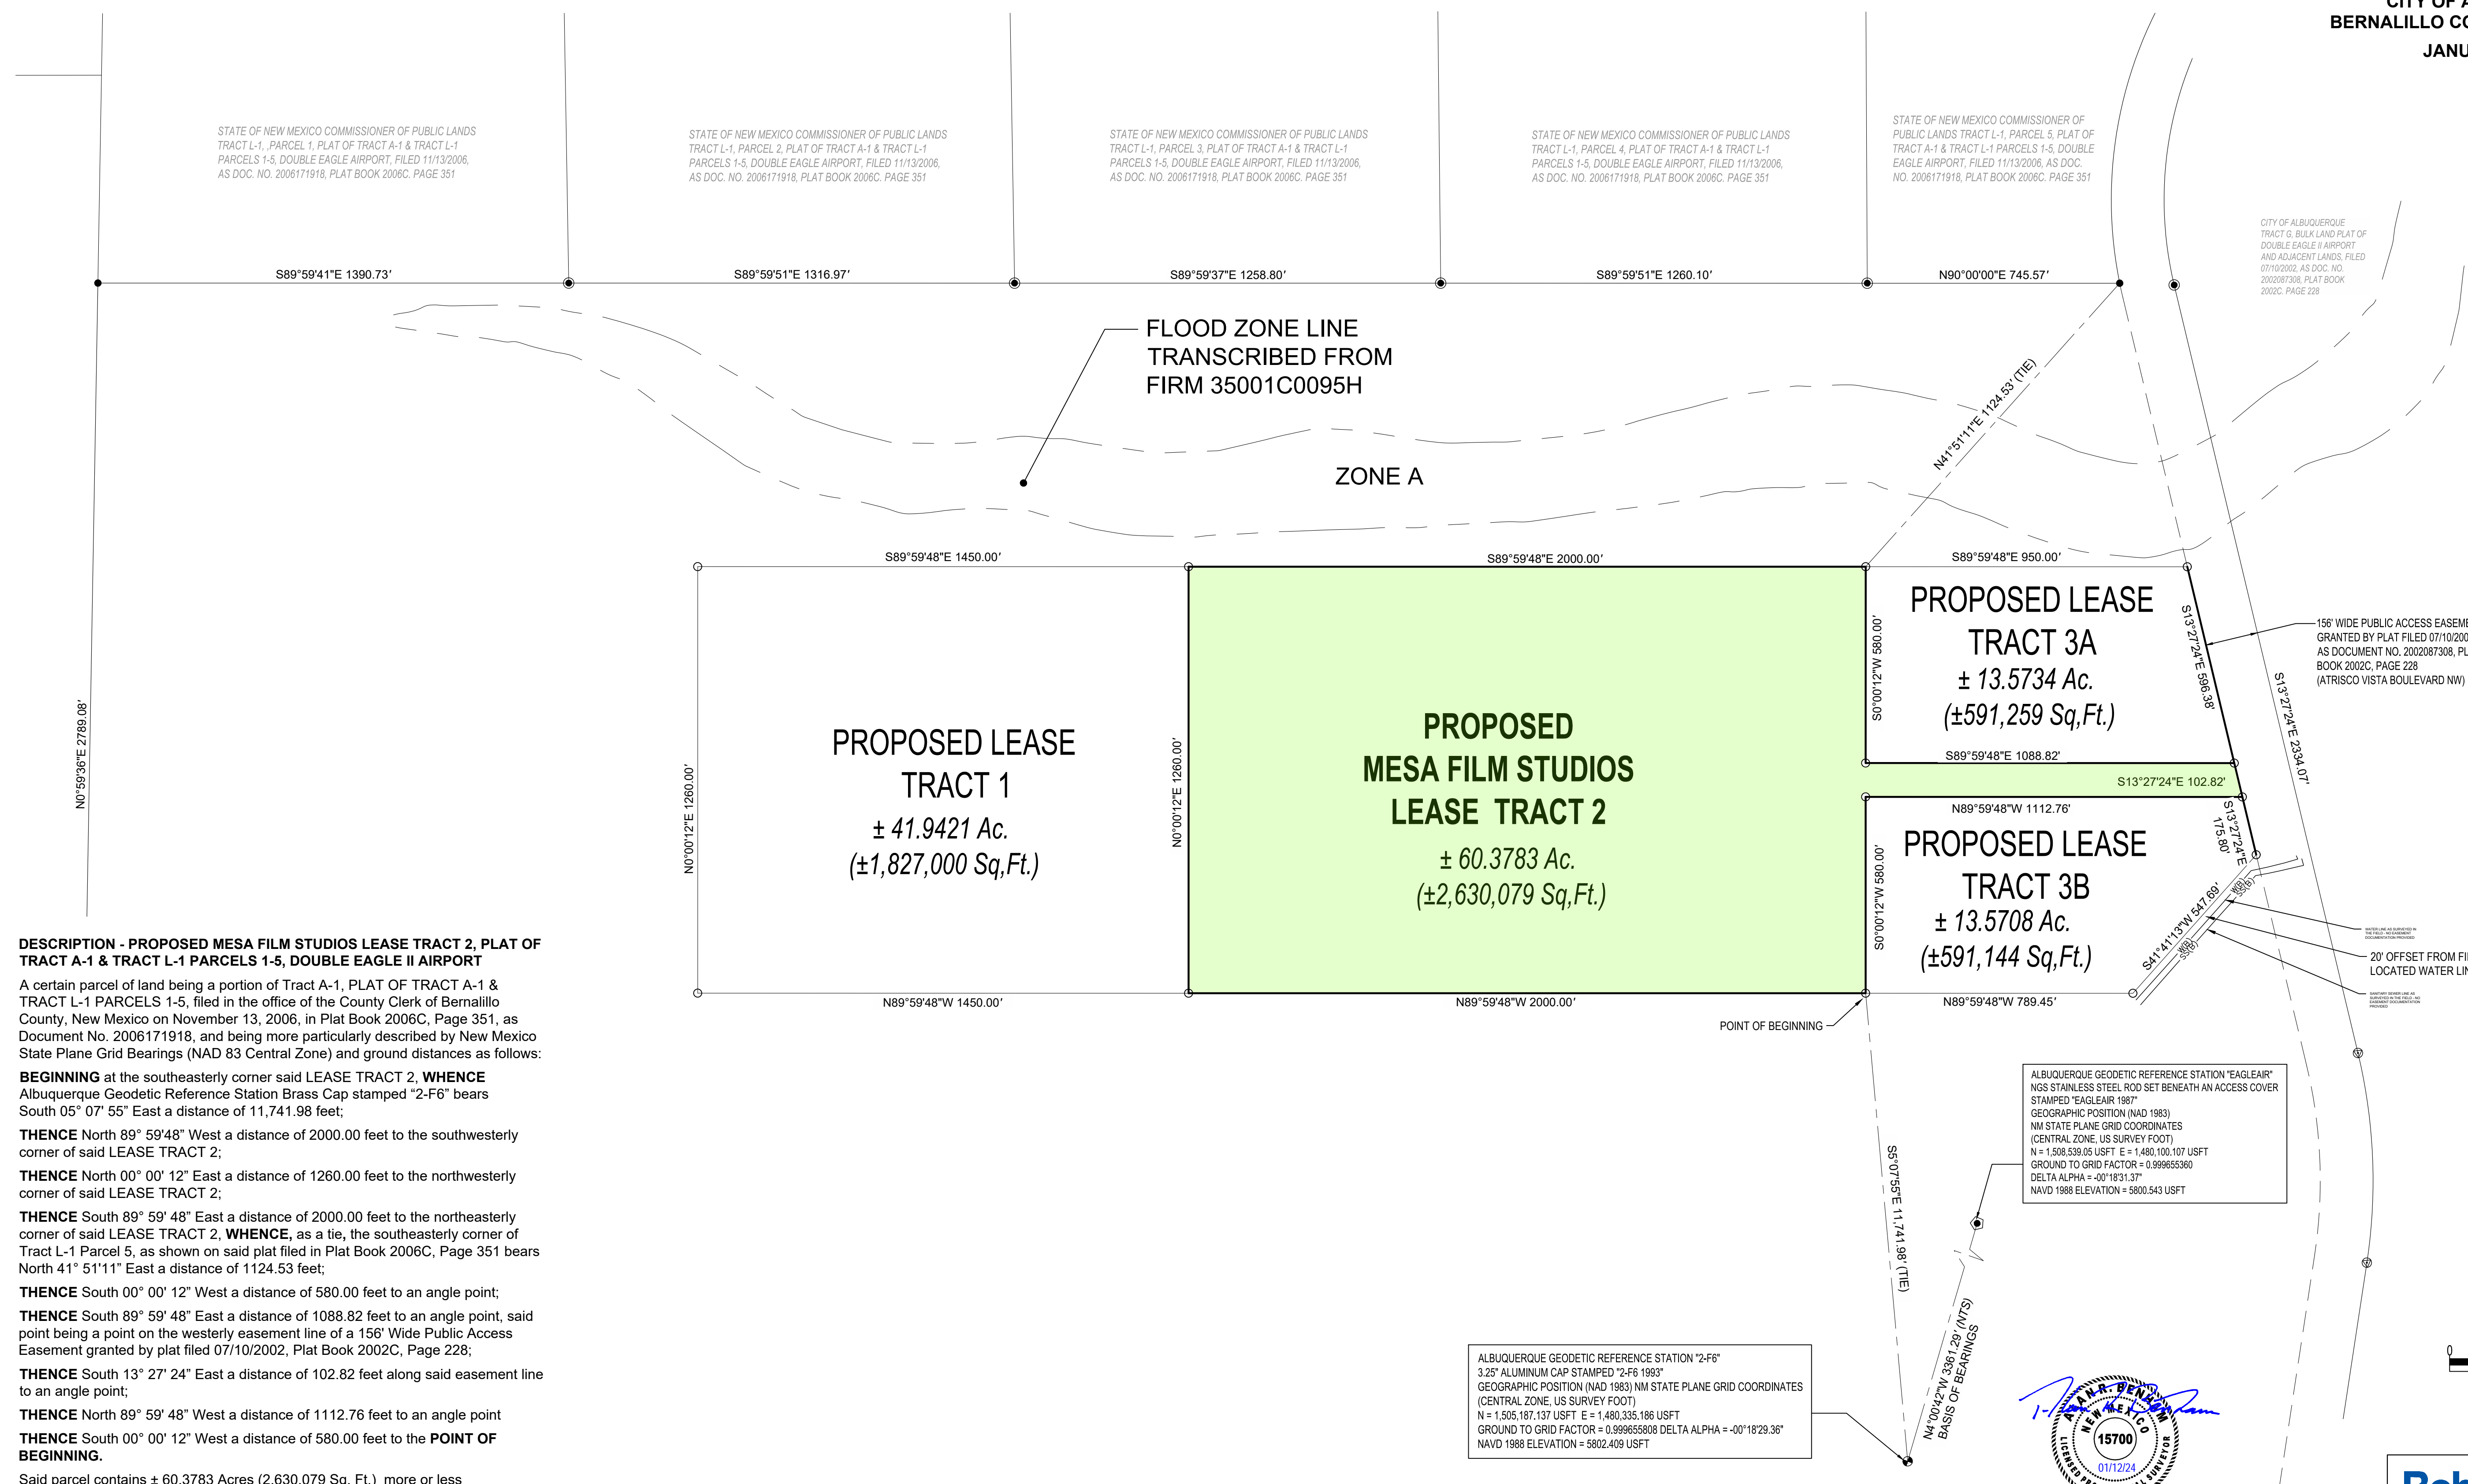 CITY OF A
BERNALILLO CO
JANU
STATE OF NEW MEXICO COMMISSIONER OF PUBLIC LANDS
TRACT L-1, ,PARCEL 1, PLAT OF TRACT A-1 & TRACT L-1
PARCELS 1-5, DOUBLE EAGLE AIRPORT, FILED 11/13/2006,
AS DOC. NO. 2006171918, PLAT BOOK 2006C. PAGE 351
STATE OF NEW MEXICO COMMISSIONER OF PUBLIC LANDS
TRACT L-1, PARCEL 2, PLAT OF TRACT A-1 & TRACT L-1
PARCELS 1-5, DOUBLE EAGLE AIRPORT, FILED 11/13/2006,
AS DOC. NO. 2006171918, PLAT BOOK 2006C. PAGE 351
STATE OF NEW MEXICO COMMISSIONER OF PUBLIC LANDS
TRACT L-1, PARCEL 3, PLAT OF TRACT A-1 & TRACT L-1
PARCELS 1-5, DOUBLE EAGLE AIRPORT, FILED 11/13/2006,
AS DOC. NO. 2006171918, PLAT BOOK 2006C. PAGE 351
STATE OF NEW MEXICO COMMISSIONER OF PUBLIC LANDS
TRACT L-1, PARCEL 4, PLAT OF TRACT A-1 & TRACT L-1
PARCELS 1-5, DOUBLE EAGLE AIRPORT, FILED 11/13/2006,
AS DOC. NO. 2006171918, PLAT BOOK 2006C. PAGE 351
STATE OF NEW MEXICO COMMISSIONER OF
PUBLIC LANDS TRACT L-1, PARCEL 5, PLAT OF
TRACT A-1 & TRACT L-1 PARCELS 1-5, DOUBLE
EAGLE AIRPORT, FILED 11/13/2006, AS DOC.
NO. 2006171918, PLAT BOOK 2006C. PAGE 351
CITY OF ALBUQUERQUE
TRACT G, BULK LAND PLAT OF
DOUBLE EAGLE II AIRPORT
AND ADJACENT LANDS, FILED
07/10/2002, AS DOC. NO.
2002087308, PLAT BOOK
2002C. PAGE 228
S89°59'41"E 1390.73'
S89°59'51"E 1316.97'
S89°59'37"E 1258.80'
S89°59'51"E 1260.10'
N90°00'00"E 745.57'
FLOOD ZONE LINE
TRANSCRIBED FROM
FIRM 35001C0095H
ZONE A
N41°51'11"E 1124.53' (TIE)
S89°59'48"E 1450.00'
S89°59'48"E 2000.00'
S89°59'48"E 950.00'
N0°59'36"E 2789.08'
N0°00'12"E 1260.00'
PROPOSED LEASE
TRACT 1
± 41.9421 Ac.
(±1,827,000 Sq,Ft.)
N0°00'12"E 1260.00'
PROPOSED
MESA FILM STUDIOS
LEASE TRACT 2
± 60.3783 Ac.
(±2,630,079 Sq,Ft.)
S0°00'12"W 580.00'
PROPOSED LEASE
TRACT 3A
± 13.5734 Ac.
(±591,259 Sq,Ft.)
S13°27'24"E 596.38'
S13°27'24"E 2334.07'
156' WIDE PUBLIC ACCESS EASEME
GRANTED BY PLAT FILED 07/10/200
AS DOCUMENT NO. 2002087308, PL
BOOK 2002C, PAGE 228
(ATRISCO VISTA BOULEVARD NW)
S89°59'48"E 1088.82'
S13°27'24"E 102.82'
N89°59'48"W 1112.76'
S13°27'24"E
175.80'
S0°00'12"W 580.00'
PROPOSED LEASE
TRACT 3B
± 13.5708 Ac.
(±591,144 Sq,Ft.)
S41°41'13"W 547.69'
W(B)
SS(B)
W(B)
SS(B)
WATER LINE AS SURVEYED IN
THE FIELD - NO EASEMENT
DOCUMENTATION PROVIDED
20' OFFSET FROM FI
LOCATED WATER LIN
SANITARY SEWER LINE AS
SURVEYED IN THE FIELD - NO
EASEMENT DOCUMENTATION
PROVIDED
N89°59'48"W 1450.00'
N89°59'48"W 2000.00'
N89°59'48"W 789.45'
POINT OF BEGINNING
DESCRIPTION - PROPOSED MESA FILM STUDIOS LEASE TRACT 2, PLAT OF
TRACT A-1 & TRACT L-1 PARCELS 1-5, DOUBLE EAGLE II AIRPORT
A certain parcel of land being a portion of Tract A-1, PLAT OF TRACT A-1 &
TRACT L-1 PARCELS 1-5, filed in the office of the County Clerk of Bernalillo
County, New Mexico on November 13, 2006, in Plat Book 2006C, Page 351, as
Document No. 2006171918, and being more particularly described by New Mexico
State Plane Grid Bearings (NAD 83 Central Zone) and ground distances as follows:
BEGINNING at the southeasterly corner said LEASE TRACT 2, WHENCE
Albuquerque Geodetic Reference Station Brass Cap stamped “2-F6” bears
South 05° 07' 55” East a distance of 11,741.98 feet;
THENCE North 89° 59'48” West a distance of 2000.00 feet to the southwesterly
corner of said LEASE TRACT 2;
THENCE North 00° 00' 12” East a distance of 1260.00 feet to the northwesterly
corner of said LEASE TRACT 2;
THENCE South 89° 59' 48” East a distance of 2000.00 feet to the northeasterly
corner of said LEASE TRACT 2, WHENCE, as a tie, the southeasterly corner of
Tract L-1 Parcel 5, as shown on said plat filed in Plat Book 2006C, Page 351 bears
North 41° 51'11” East a distance of 1124.53 feet;
THENCE South 00° 00' 12” West a distance of 580.00 feet to an angle point;
THENCE South 89° 59' 48” East a distance of 1088.82 feet to an angle point, said
point being a point on the westerly easement line of a 156' Wide Public Access
Easement granted by plat filed 07/10/2002, Plat Book 2002C, Page 228;
THENCE South 13° 27' 24” East a distance of 102.82 feet along said easement line
to an angle point;
THENCE North 89° 59' 48” West a distance of 1112.76 feet to an angle point
THENCE South 00° 00' 12” West a distance of 580.00 feet to the POINT OF
BEGINNING.
Said parcel contains ± 60.3783 Acres (2,630,079 Sq. Ft.) more or less
S5°07'55"E 11,741.98' (TIE)
ALBUQUERQUE GEODETIC REFERENCE STATION "EAGLEAIR"
NGS STAINLESS STEEL ROD SET BENEATH AN ACCESS COVER
STAMPED "EAGLEAIR 1987"
GEOGRAPHIC POSITION (NAD 1983)
NM STATE PLANE GRID COORDINATES
(CENTRAL ZONE, US SURVEY FOOT)
N = 1,508,539.05 USFT E = 1,480,100.107 USFT
GROUND TO GRID FACTOR = 0.999655360
DELTA ALPHA = -00°18'31.37"
NAVD 1988 ELEVATION = 5800.543 USFT
N4°00'42"W 3361.29' (NTS)
BASIS OF BEARINGS
ALBUQUERQUE GEODETIC REFERENCE STATION "2-F6"
3.25" ALUMINUM CAP STAMPED "2-F6 1993"
GEOGRAPHIC POSITION (NAD 1983) NM STATE PLANE GRID COORDINATES
(CENTRAL ZONE, US SURVEY FOOT)
N = 1,505,187.137 USFT E = 1,480,335.186 USFT
GROUND TO GRID FACTOR = 0.999655808 DELTA ALPHA = -00°18'29.36"
NAVD 1988 ELEVATION = 5802.409 USFT
R. BENHAM
NEW MEXICO
15700
01/12/24
LICENSED
SURVEYOR
0
Boh